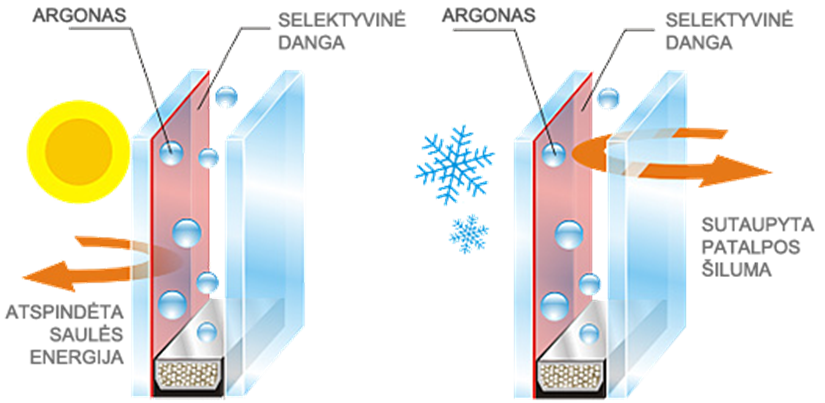 ARGONAS
SELEKTYVINĖ
DANGA
ATSPINDĖTA
SAULĖS
ENERGIJA
ARGONAS
SELEKTYVINĖ
DANGA
SUTAUPYTA
PATALPOS
ŠILUMA